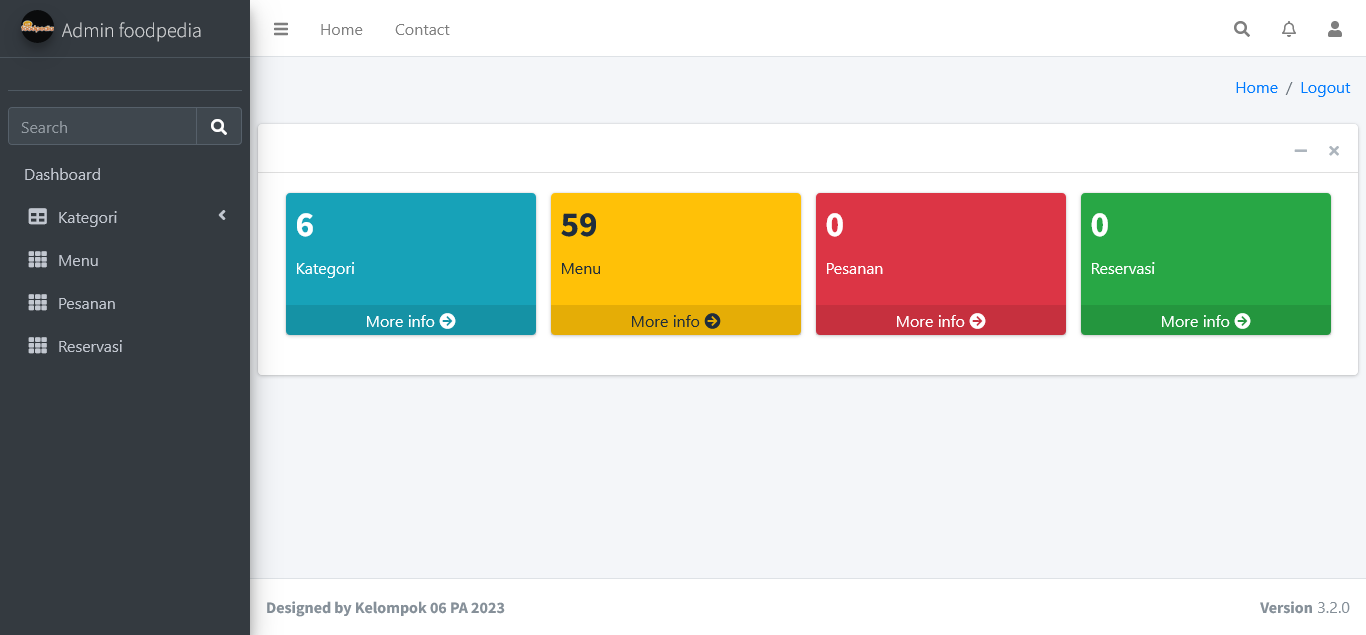 Admin foodpedia
Home
Contact
Home / Logout
Search
Dashboard
Kategori
Menu
Pesanan
Reservasi
6
Kategori
More info
59
Menu
More info
0
Pesanan
More info
0
Reservasi
More info
Designed by Kelompok 06 PA 2023
Version 3.2.0